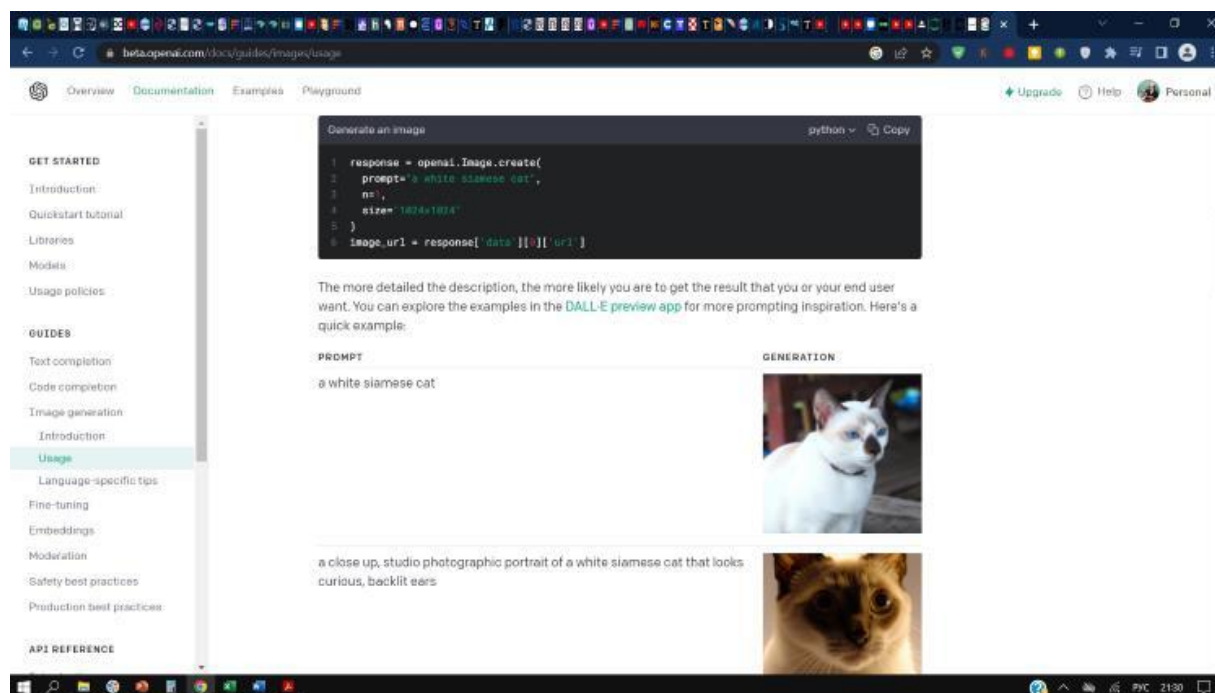 beta.openai.com/docs/guides/images/usage
Overview Documentation Examples Playground
Upgrade Help Personal
GET STARTED
Introduction
Quickstart tutorial
Libraries
Models
Usage policies
GUIDES
Text completion
Code completion
Image generation
Introduction
Usage
Language-specific tips
Fine-tuning
Embeddings
Moderation
Safety best practices
Production best practices
API REFERENCE
Generate an image python Copy
1 response = openai.Image.create(
2 prompt="a white siamese cat",
3 n=1,
4 size="1024x1024"
5 )
6 image_url = response['data'][0]['url']
The more detailed the description, the more likely you are to get the result that you or your end user
want. You can explore the examples in the DALL·E preview app for more prompting inspiration. Here's a
quick example:
PROMPT GENERATION
a white siamese cat
a close up, studio photographic portrait of a white siamese cat that looks
curious, backlit ears
РУС 21:30